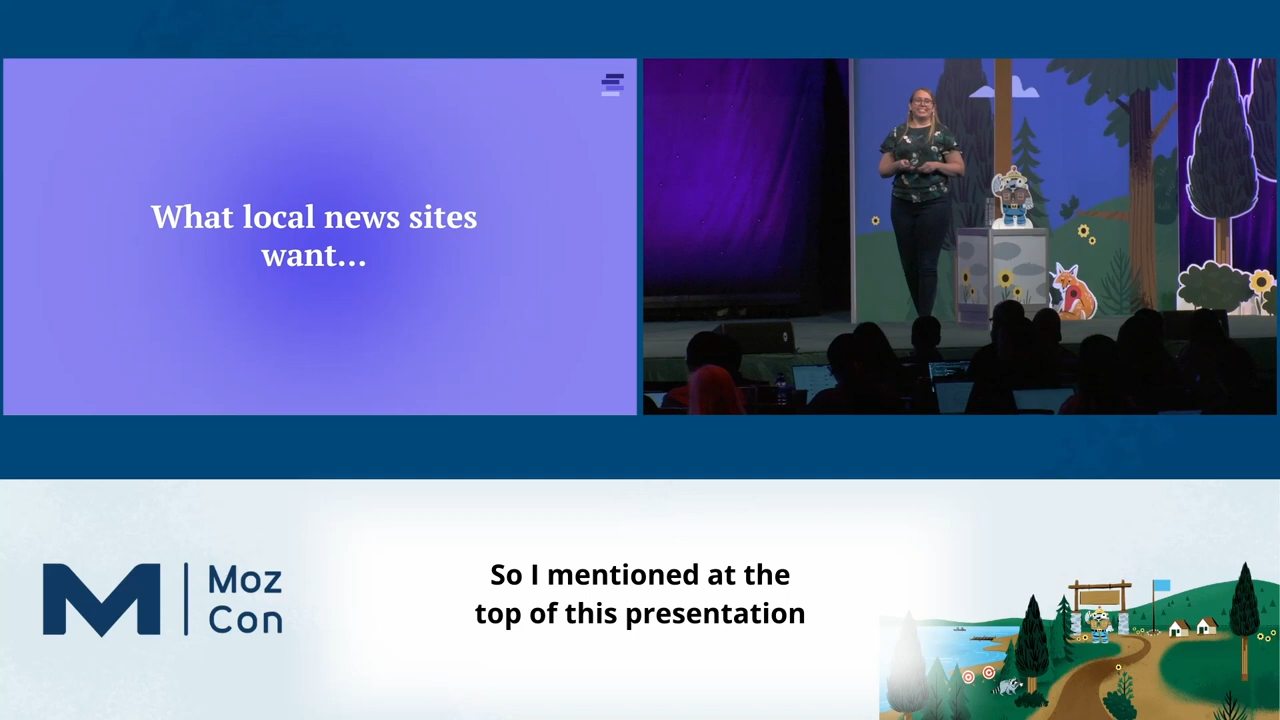 What local news sites
want...
So I mentioned at the
top of this presentation
Moz
Con